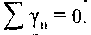 ∑ γₙ = 0.